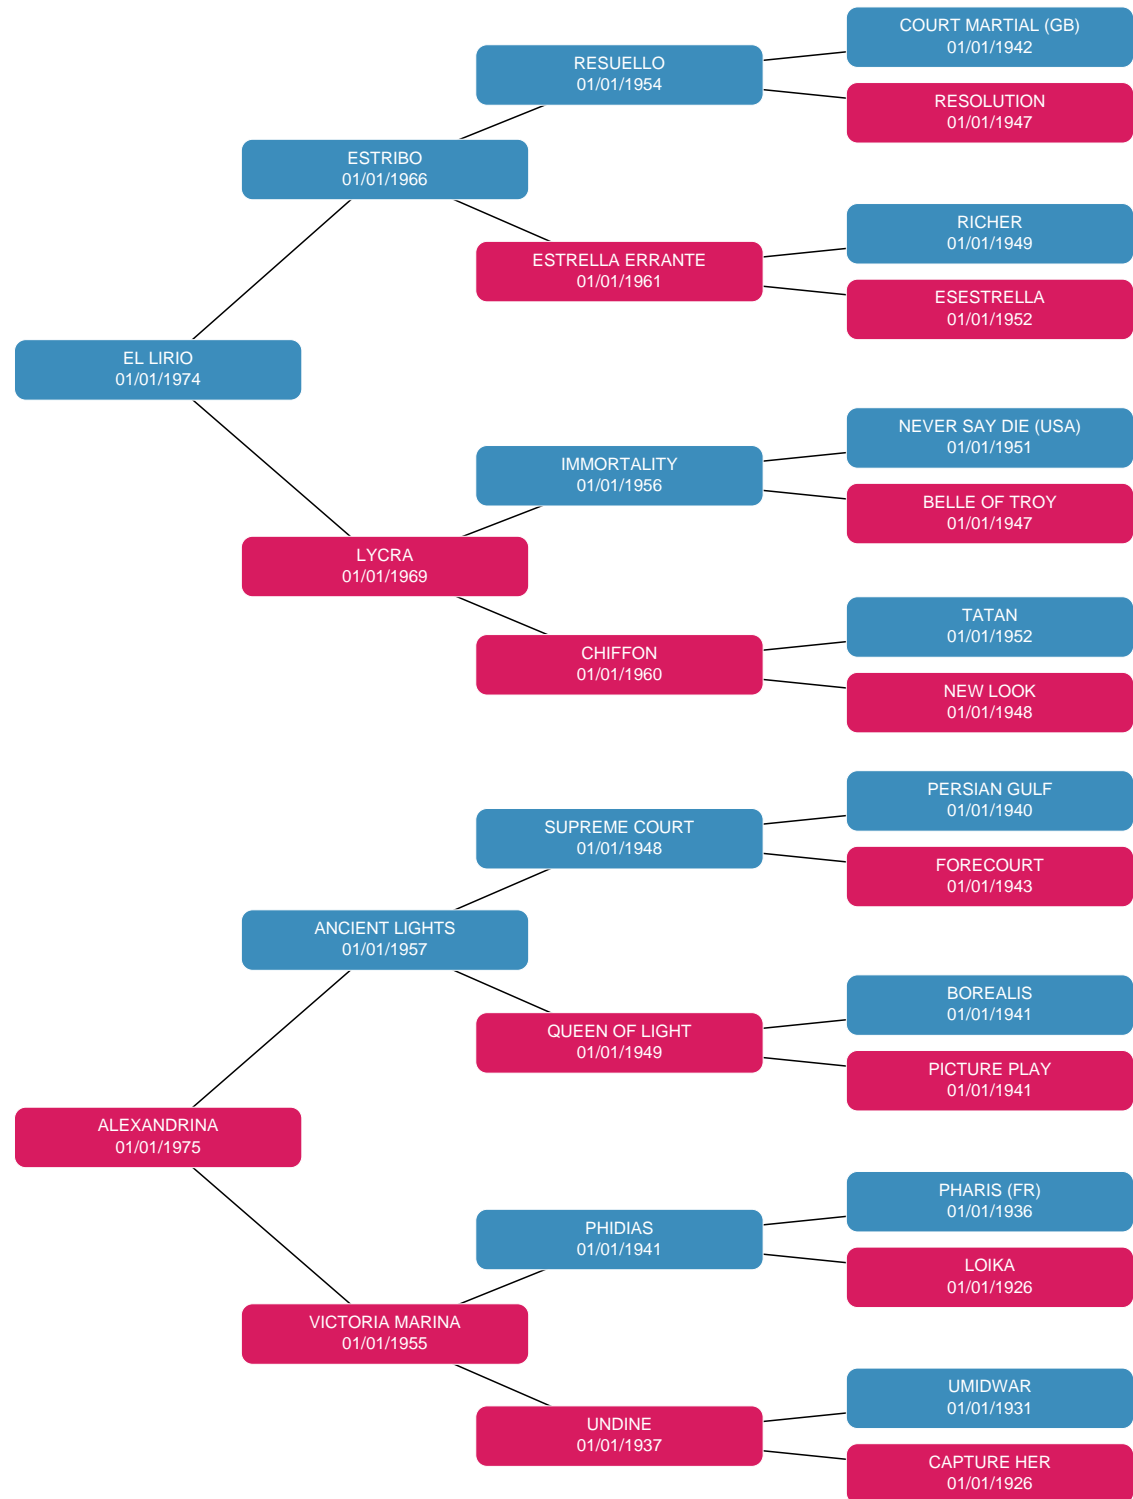 COURT MARTIAL (GB)
01/01/1942
RESUELLO
01/01/1954
RESOLUTION
01/01/1947
ESTRIBO
01/01/1966
RICHER
01/01/1949
ESTRELLA ERRANTE
01/01/1961
ESESTRELLA
01/01/1952
EL LIRIO
01/01/1974
NEVER SAY DIE (USA)
01/01/1951
IMMORTALITY
01/01/1956
BELLE OF TROY
01/01/1947
LYCRA
01/01/1969
TATAN
01/01/1952
CHIFFON
01/01/1960
NEW LOOK
01/01/1948
PERSIAN GULF
01/01/1940
SUPREME COURT
01/01/1948
FORECOURT
01/01/1943
ANCIENT LIGHTS
01/01/1957
BOREALIS
01/01/1941
QUEEN OF LIGHT
01/01/1949
PICTURE PLAY
01/01/1941
ALEXANDRINA
01/01/1975
PHARIS (FR)
01/01/1936
PHIDIAS
01/01/1941
LOIKA
01/01/1926
VICTORIA MARINA
01/01/1955
UMIDWAR
01/01/1931
UNDINE
01/01/1937
CAPTURE HER
01/01/1926